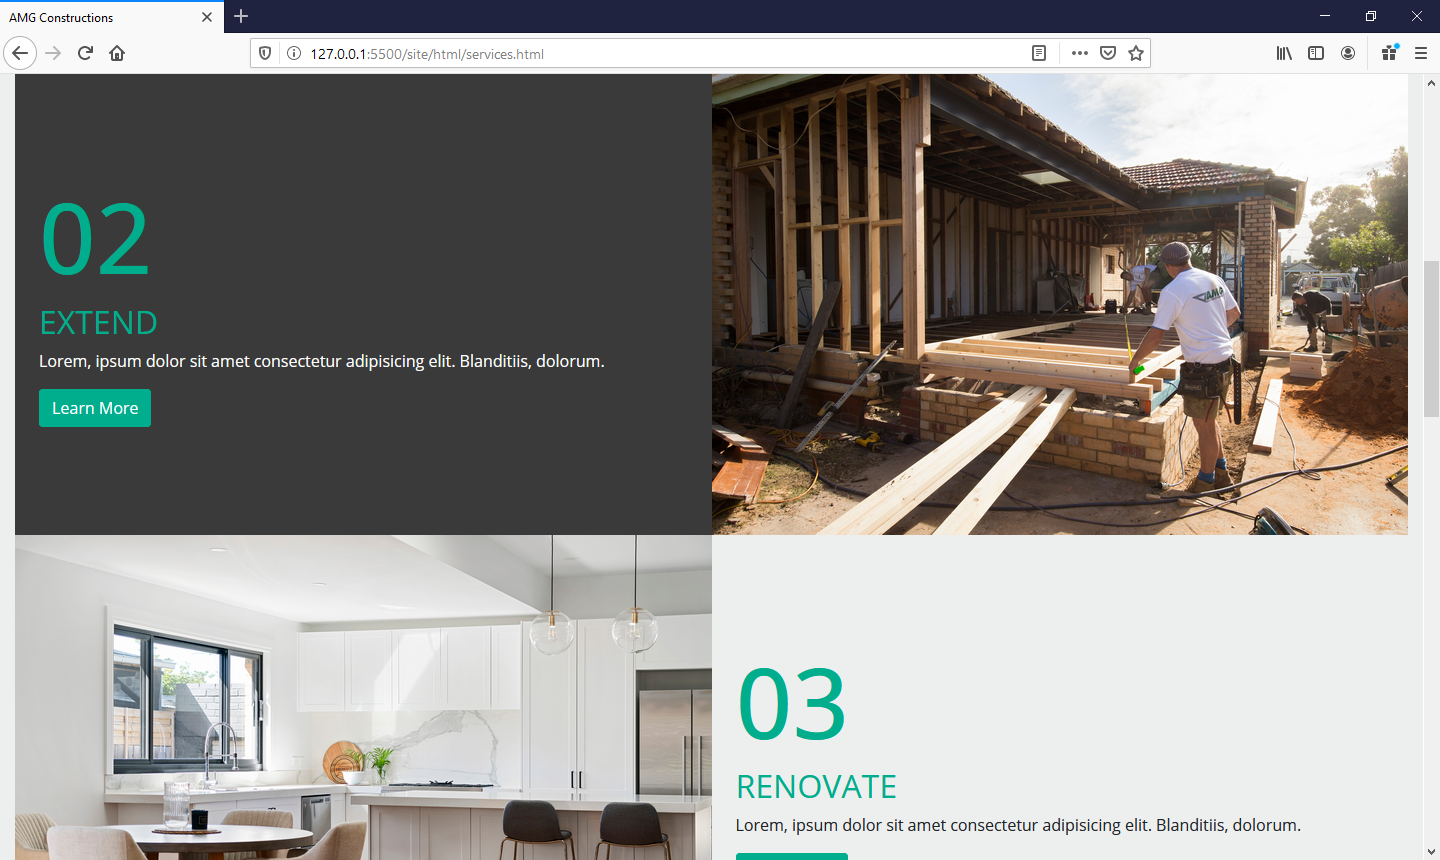 AMG Constructions
127.0.0.1:5500/site/html/services.html
02
EXTEND
Lorem, ipsum dolor sit amet consectetur adipisicing elit. Blanditiis, dolorum.
Learn More
AMG
03
RENOVATE
Lorem, ipsum dolor sit amet consectetur adipisicing elit. Blanditiis, dolorum.